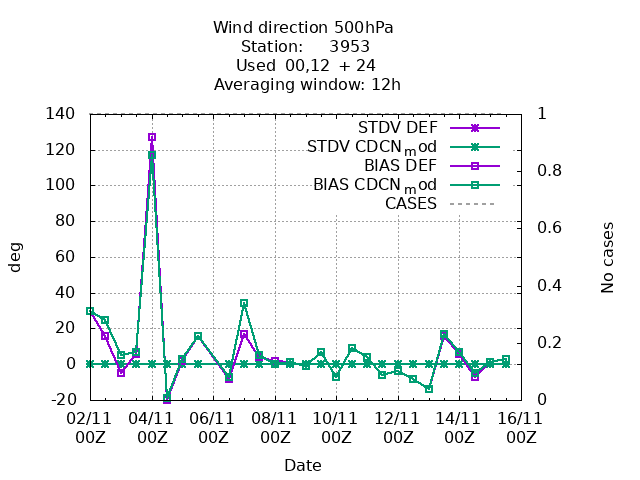 Wind direction 500hPa
Station: 3953
Used 00,12 + 24
Averaging window: 12h
STDV DEF
STDV CDCNmod
BIAS DEF
BIAS CDCNmod
CASES
140
120
100
80
60
40
20
0
-20
1
0.8
0.6
0.4
0.2
0
deg
No cases
02/11 04/11 06/11 08/11 10/11 12/11 14/11 16/11
00Z 00Z 00Z 00Z 00Z 00Z 00Z 00Z
Date